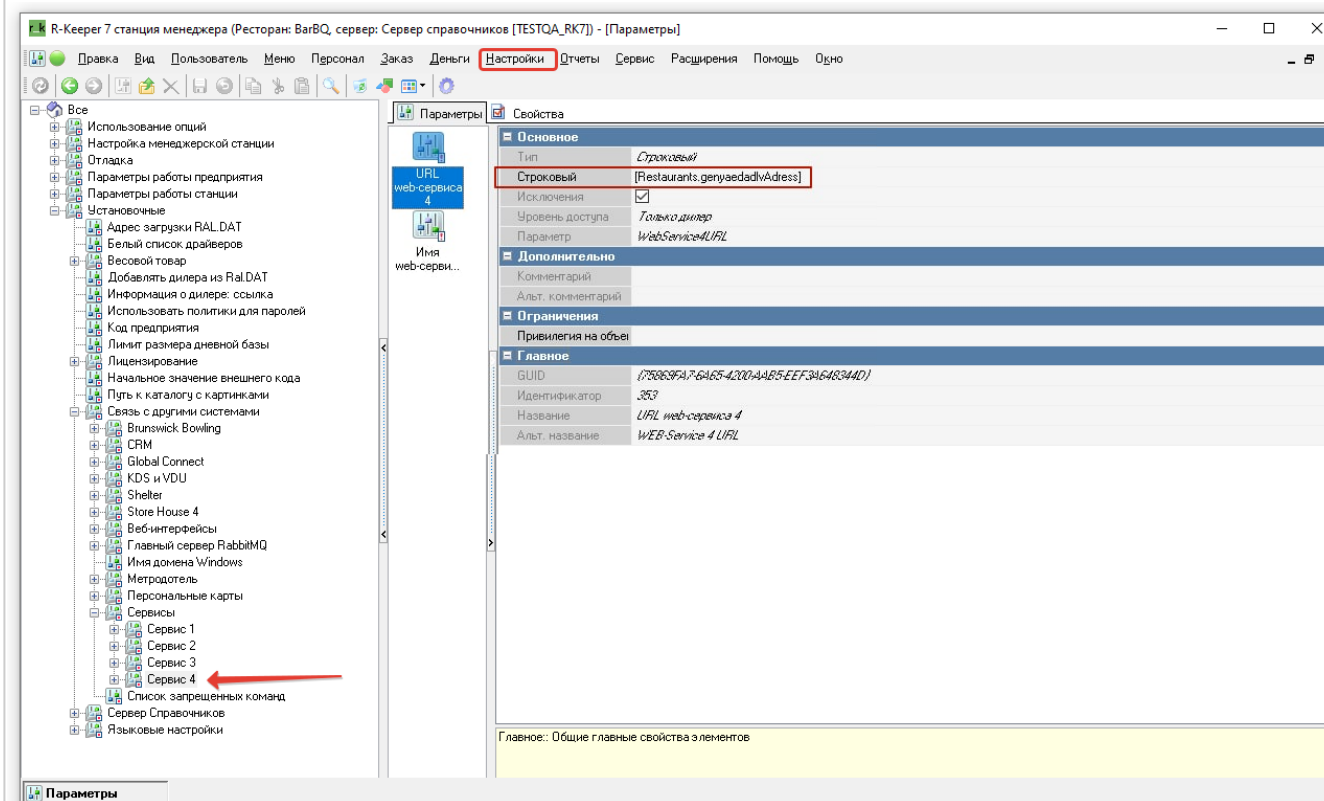 R-Keeper 7 станция менеджера (Ресторан: BarBQ, сервер: Сервер справочников [TESTQA_RK7]) - [Параметры]
Правка Вид Пользователь Меню Персонал Заказ Деньги Настройки Отчеты Сервис Расширения Помощь Окно
Все
Использование опций
Настройка менеджерской станции
Отладка
Параметры работы предприятия
Параметры работы станции
Установочные
Адрес загрузки RAL.DAT
Белый список драйверов
Весовой товар
Добавлять дилера из Ral.DAT
Информация о дилере: ссылка
Использовать политики для паролей
Код предприятия
Лимит размера дневной базы
Лицензирование
Начальное значение внешнего кода
Путь к каталогу с картинками
Связь с другими системами
Brunswick Bowling
CRM
Global Connect
KDS и VDU
Shelter
Store House 4
Веб-интерфейсы
Главный сервер RabbitMQ
Имя домена Windows
Метродотель
Персональные карты
Сервисы
Сервис 1
Сервис 2
Сервис 3
Сервис 4
Список запрещенных команд
Сервер Справочников
Языковые настройки
Параметры Свойства
URL
web-сервиса
4
Имя
web-серви...
Основное
Тип Строковый
Строковый [Restaurants.genyaedadlvAdress]
Исключения
Уровень доступа Только дилер
Параметр WebService4URL
Дополнительно
Комментарий
Альт. комментарий
Ограничения
Привилегия на объе
Главное
GUID {75869FA7-6A65-4200-AAB5-EEF3A648344D}
Идентификатор 353
Название URL web-сервиса 4
Альт. название WEB-Service 4 URL
Главное:: Общие главные свойства элементов
Параметры